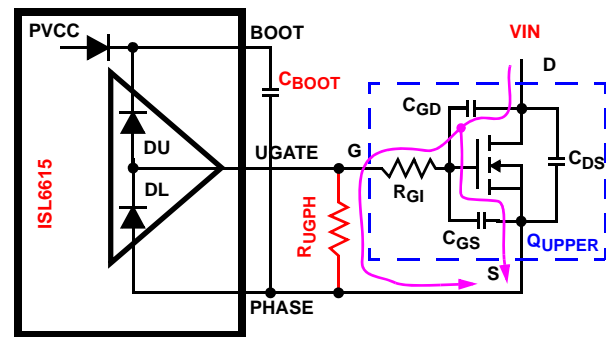 PVCC
BOOT
VIN
D
CBOOT
CGD
DU
UGATE
G
CDS
DL
RGI
ISL6615
RUGPH
CGS
QUPPER
S
PHASE